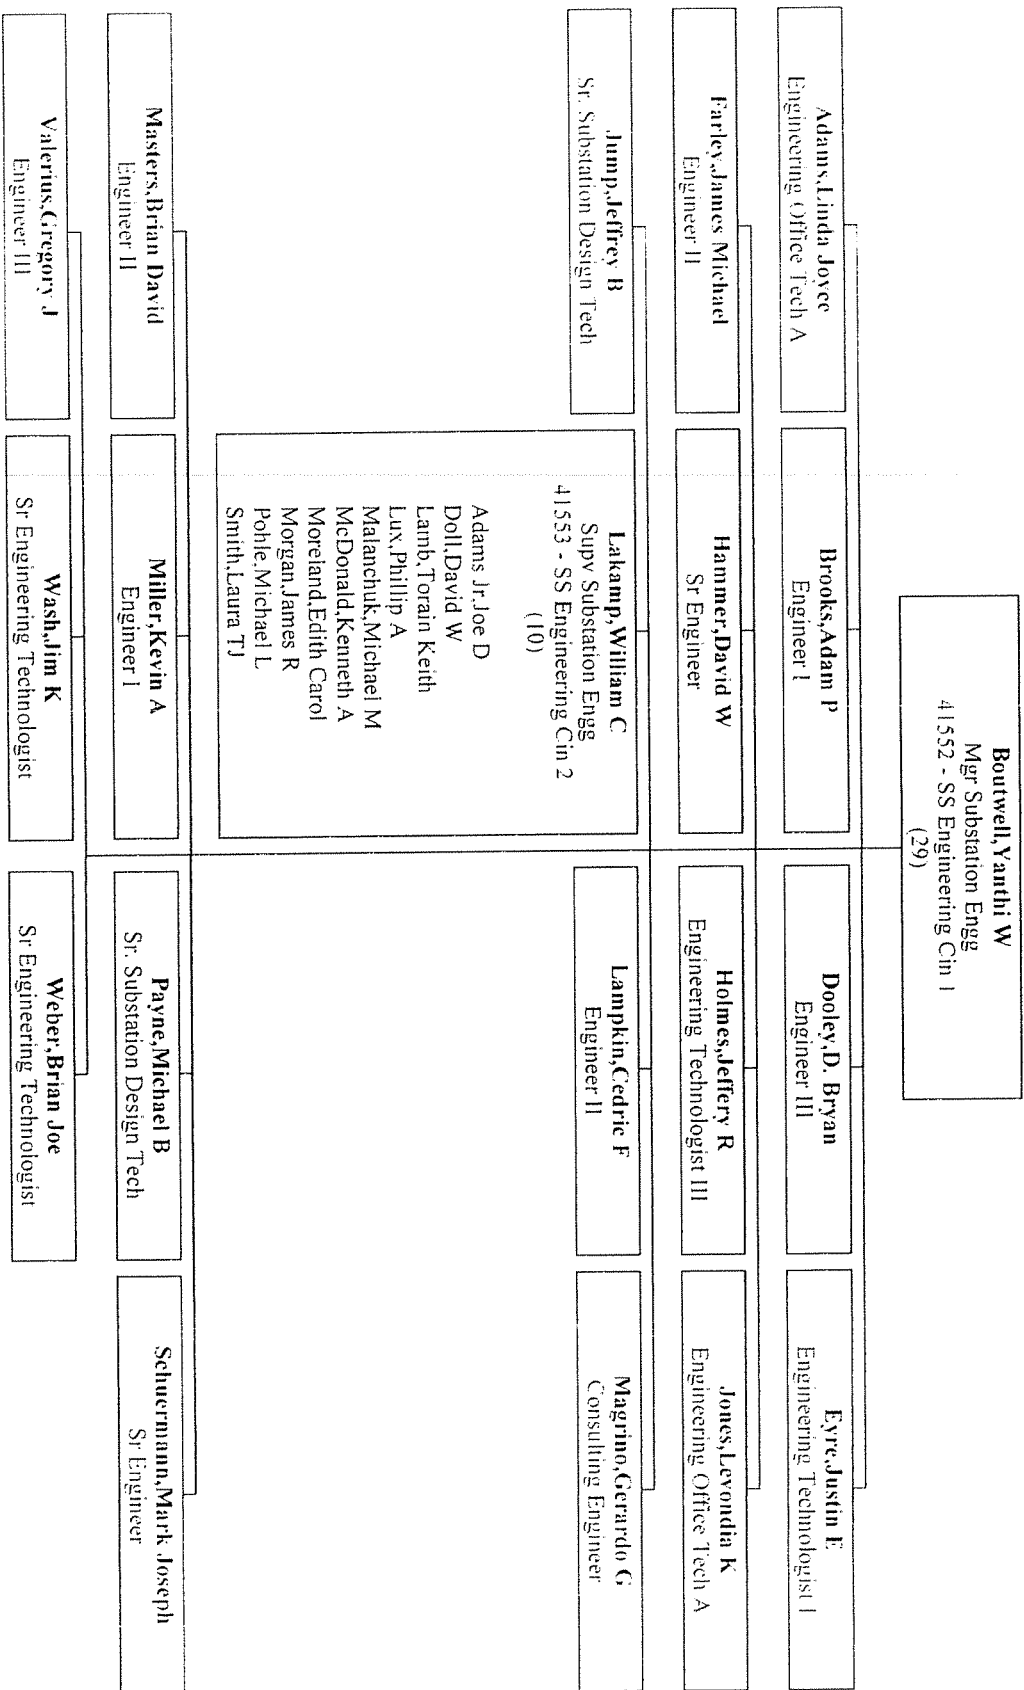 Boutwell,Yanthi W
Mgr Substation Engg
41552 - SS Engineering Cin 1
(29)
Adams,Linda Joyce
Engineering Office Tech A
Brooks,Adam P
Engineer I
Dooley,D. Bryan
Engineer III
Eyre,Justin E
Engineering Technologist I
Farley,James Michael
Engineer II
Hammer,David W
Sr Engineer
Holmes,Jeffery R
Engineering Technologist III
Jones,Levondia K
Engineering Office Tech A
Jump,Jeffrey B
Sr. Substation Design Tech
Lakamp,William C
Supv Substation Engg
41553 - SS Engineering Cin 2
(10)
Adams Jr,Joe D
Doll,David W
Lamb,Torain Keith
Lux,Phillip A
Malanchuk,Michael M
McDonald,Kenneth A
Moreland,Edith Carol
Morgan,James R
Pohle,Michael L
Smith,Laura TJ
Lampkin,Cedric F
Engineer II
Magrino,Gerardo G
Consulting Engineer
Masters,Brian David
Engineer II
Miller,Kevin A
Engineer I
Payne,Michael B
Sr. Substation Design Tech
Schuermann,Mark Joseph
Sr Engineer
Valerius,Gregory J
Engineer III
Wash,Jim K
Sr Engineering Technologist
Weber,Brian Joe
Sr Engineering Technologist